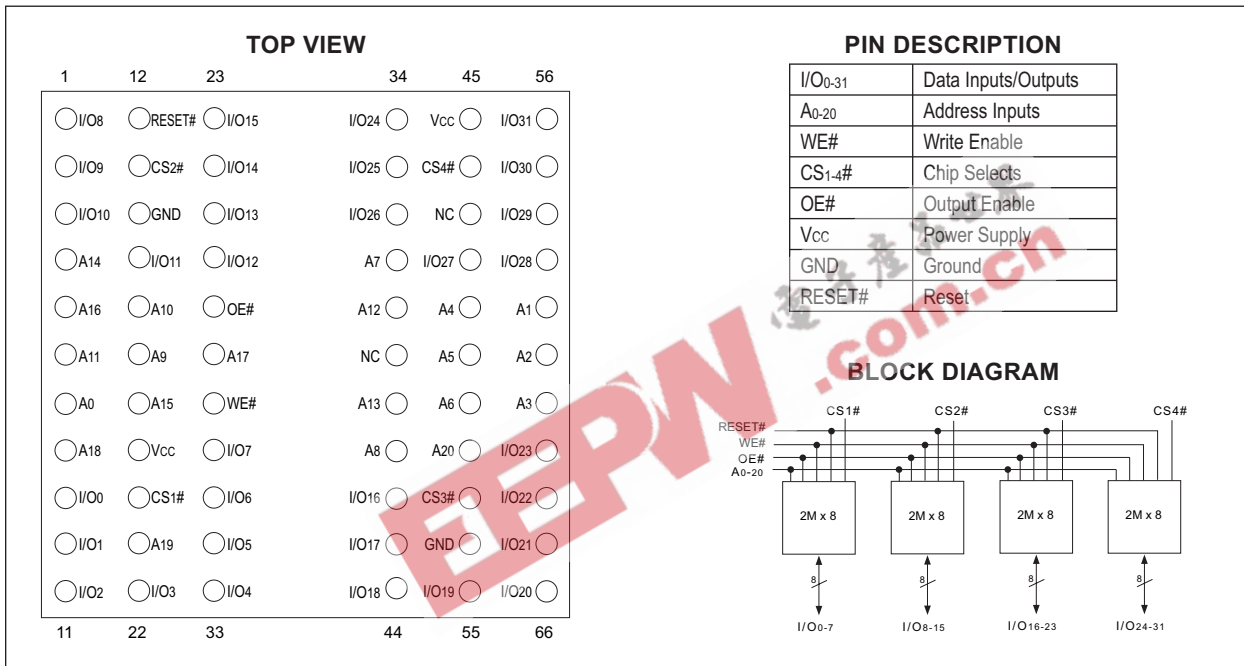 TOP VIEW
1 12 23 34 45 56
I/O8 RESET# I/O15 I/O24 VCC I/O31
I/O9 CS2# I/O14 I/O25 CS4# I/O30
I/O10 GND I/O13 I/O26 NC I/O29
A14 I/O11 I/O12 A7 I/O27 I/O28
A16 A10 OE# A12 A4 A1
A11 A9 A17 NC A5 A2
A0 A15 WE# A13 A6 A3
A18 VCC I/O7 A8 A20 I/O23
I/O0 CS1# I/O6 I/O16 CS3# I/O22
I/O1 A19 I/O5 I/O17 GND I/O21
I/O2 I/O3 I/O4 I/O18 I/O19 I/O20
11 22 33 44 55 66
PIN DESCRIPTION
I/O0-31 Data Inputs/Outputs
A0-20 Address Inputs
WE# Write Enable
CS1-4# Chip Selects
OE# Output Enable
VCC Power Supply
GND Ground
RESET# Reset
BLOCK DIAGRAM
CS1# CS2# CS3# CS4#
RESET#
WE#
OE#
A0-20
2M x 8 2M x 8 2M x 8 2M x 8
8 8 8 8
I/O0-7 I/O8-15 I/O16-23 I/O24-31
EEPW .com.cn
電子產品世界